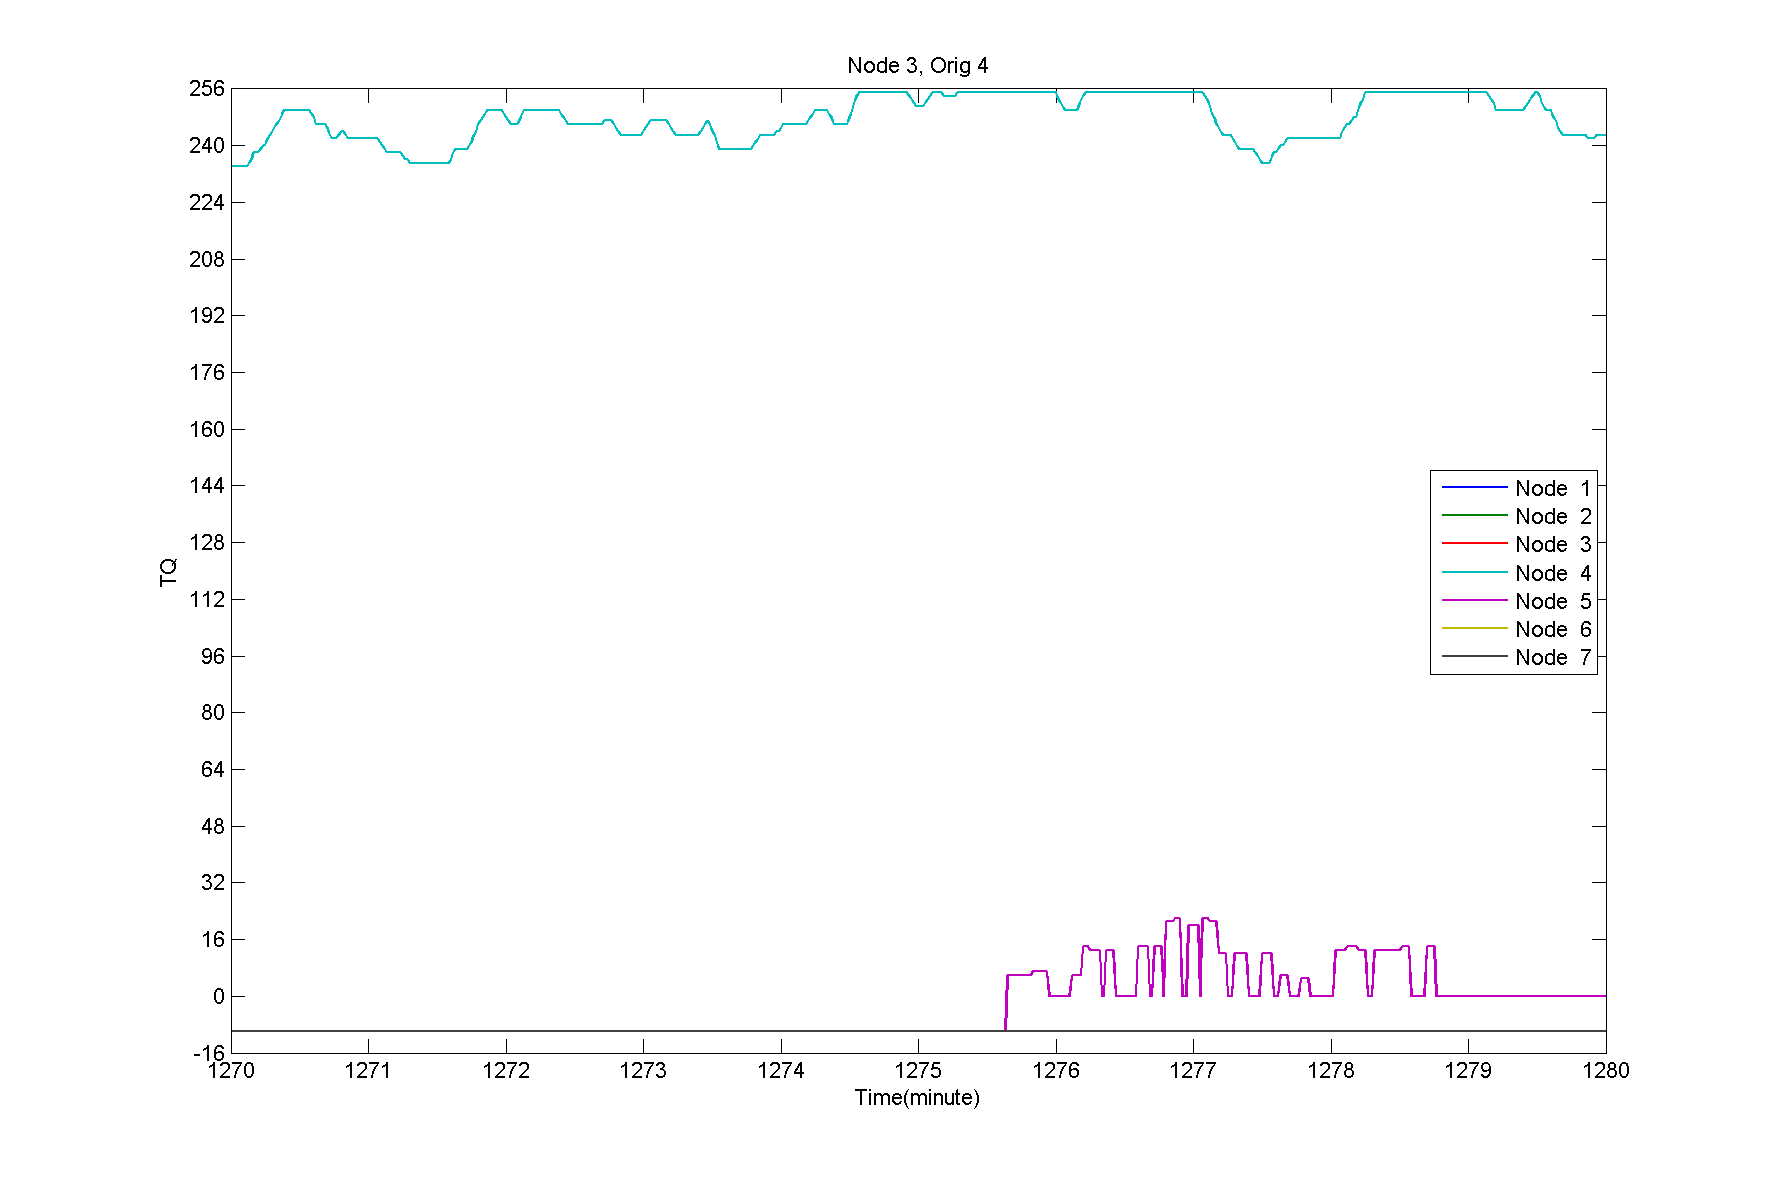 Node 3, Orig 4
256
240
224
208
192
176
160
144
128
112
96
80
64
48
32
16
0
-16
TQ
Node 1
Node 2
Node 3
Node 4
Node 5
Node 6
Node 7
1270 1271 1272 1273 1274 1275 1276 1277 1278 1279 1280
Time(minute)